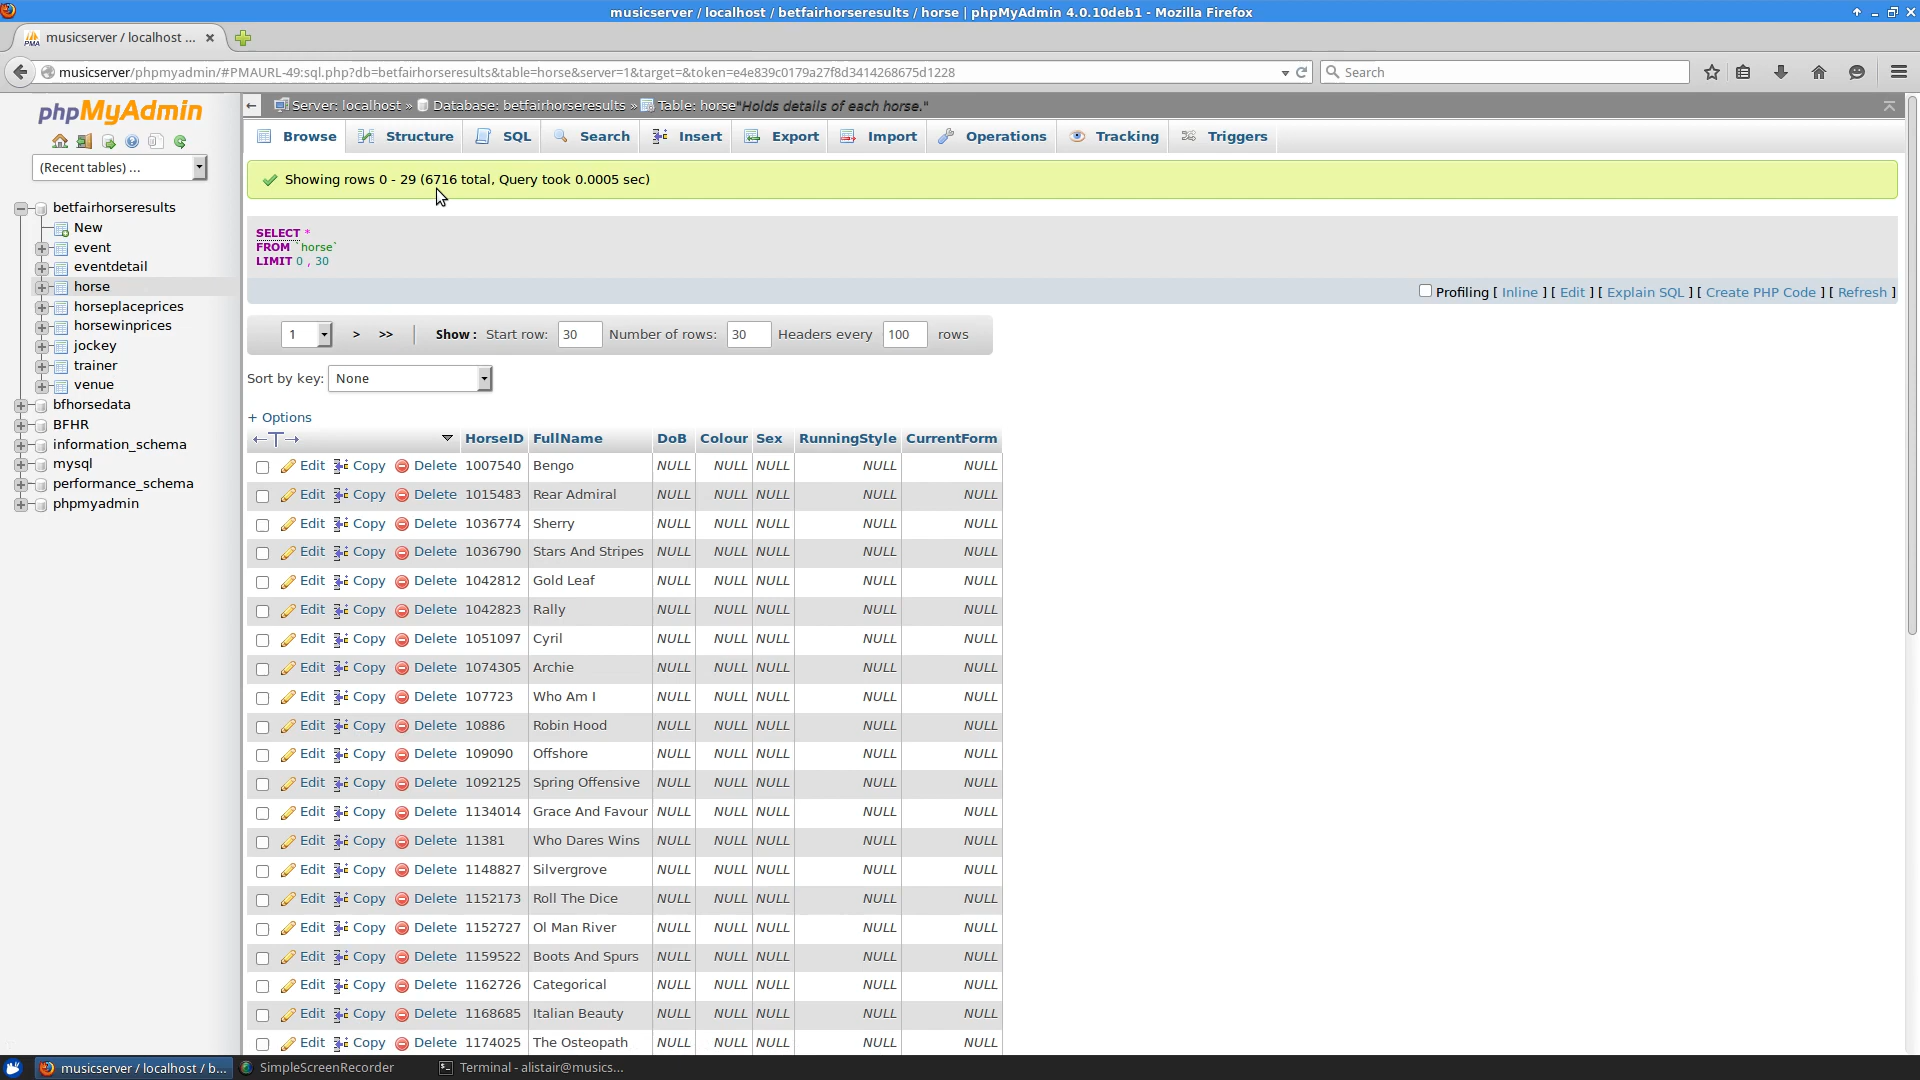 musicserver / localhost / betfairhorseresults / horse | phpMyAdmin 4.0.10deb1 - Mozilla Firefox
musicserver / localhost ...
musicserver/phpmyadmin/#PMAURL-49:sql.php?db=betfairhorseresults&table=horse&server=1&target=&token=e4e839c0179a27f8d3414268675d1228
Search
phpMyAdmin
(Recent tables) ...
betfairhorseresults
New
event
eventdetail
horse
horseplaceprices
horsewinprices
jockey
trainer
venue
bfhorsedata
BFHR
information_schema
mysql
performance_schema
phpmyadmin
Server: localhost » Database: betfairhorseresults » Table: horse "Holds details of each horse."
Browse Structure SQL Search Insert Export Import Operations Tracking Triggers
Showing rows 0 - 29 (6716 total, Query took 0.0005 sec)
SELECT *
FROM `horse`
LIMIT 0 , 30
Profiling [ Inline ] [ Edit ] [ Explain SQL ] [ Create PHP Code ] [ Refresh ]
1 > >> Show : Start row: 30 Number of rows: 30 Headers every 100 rows
Sort by key: None
+ Options
←T→ HorseID FullName DoB Colour Sex RunningStyle CurrentForm
Edit Copy Delete 1007540 Bengo NULL NULL NULL NULL NULL
Edit Copy Delete 1015483 Rear Admiral NULL NULL NULL NULL NULL
Edit Copy Delete 1036774 Sherry NULL NULL NULL NULL NULL
Edit Copy Delete 1036790 Stars And Stripes NULL NULL NULL NULL NULL
Edit Copy Delete 1042812 Gold Leaf NULL NULL NULL NULL NULL
Edit Copy Delete 1042823 Rally NULL NULL NULL NULL NULL
Edit Copy Delete 1051097 Cyril NULL NULL NULL NULL NULL
Edit Copy Delete 1074305 Archie NULL NULL NULL NULL NULL
Edit Copy Delete 107723 Who Am I NULL NULL NULL NULL NULL
Edit Copy Delete 10886 Robin Hood NULL NULL NULL NULL NULL
Edit Copy Delete 109090 Offshore NULL NULL NULL NULL NULL
Edit Copy Delete 1092125 Spring Offensive NULL NULL NULL NULL NULL
Edit Copy Delete 1134014 Grace And Favour NULL NULL NULL NULL NULL
Edit Copy Delete 11381 Who Dares Wins NULL NULL NULL NULL NULL
Edit Copy Delete 1148827 Silvergrove NULL NULL NULL NULL NULL
Edit Copy Delete 1152173 Roll The Dice NULL NULL NULL NULL NULL
Edit Copy Delete 1152727 Ol Man River NULL NULL NULL NULL NULL
Edit Copy Delete 1159522 Boots And Spurs NULL NULL NULL NULL NULL
Edit Copy Delete 1162726 Categorical NULL NULL NULL NULL NULL
Edit Copy Delete 1168685 Italian Beauty NULL NULL NULL NULL NULL
Edit Copy Delete 1174025 The Osteopath NULL NULL NULL NULL NULL
musicserver / localhost / b... SimpleScreenRecorder Terminal - alistair@musics...